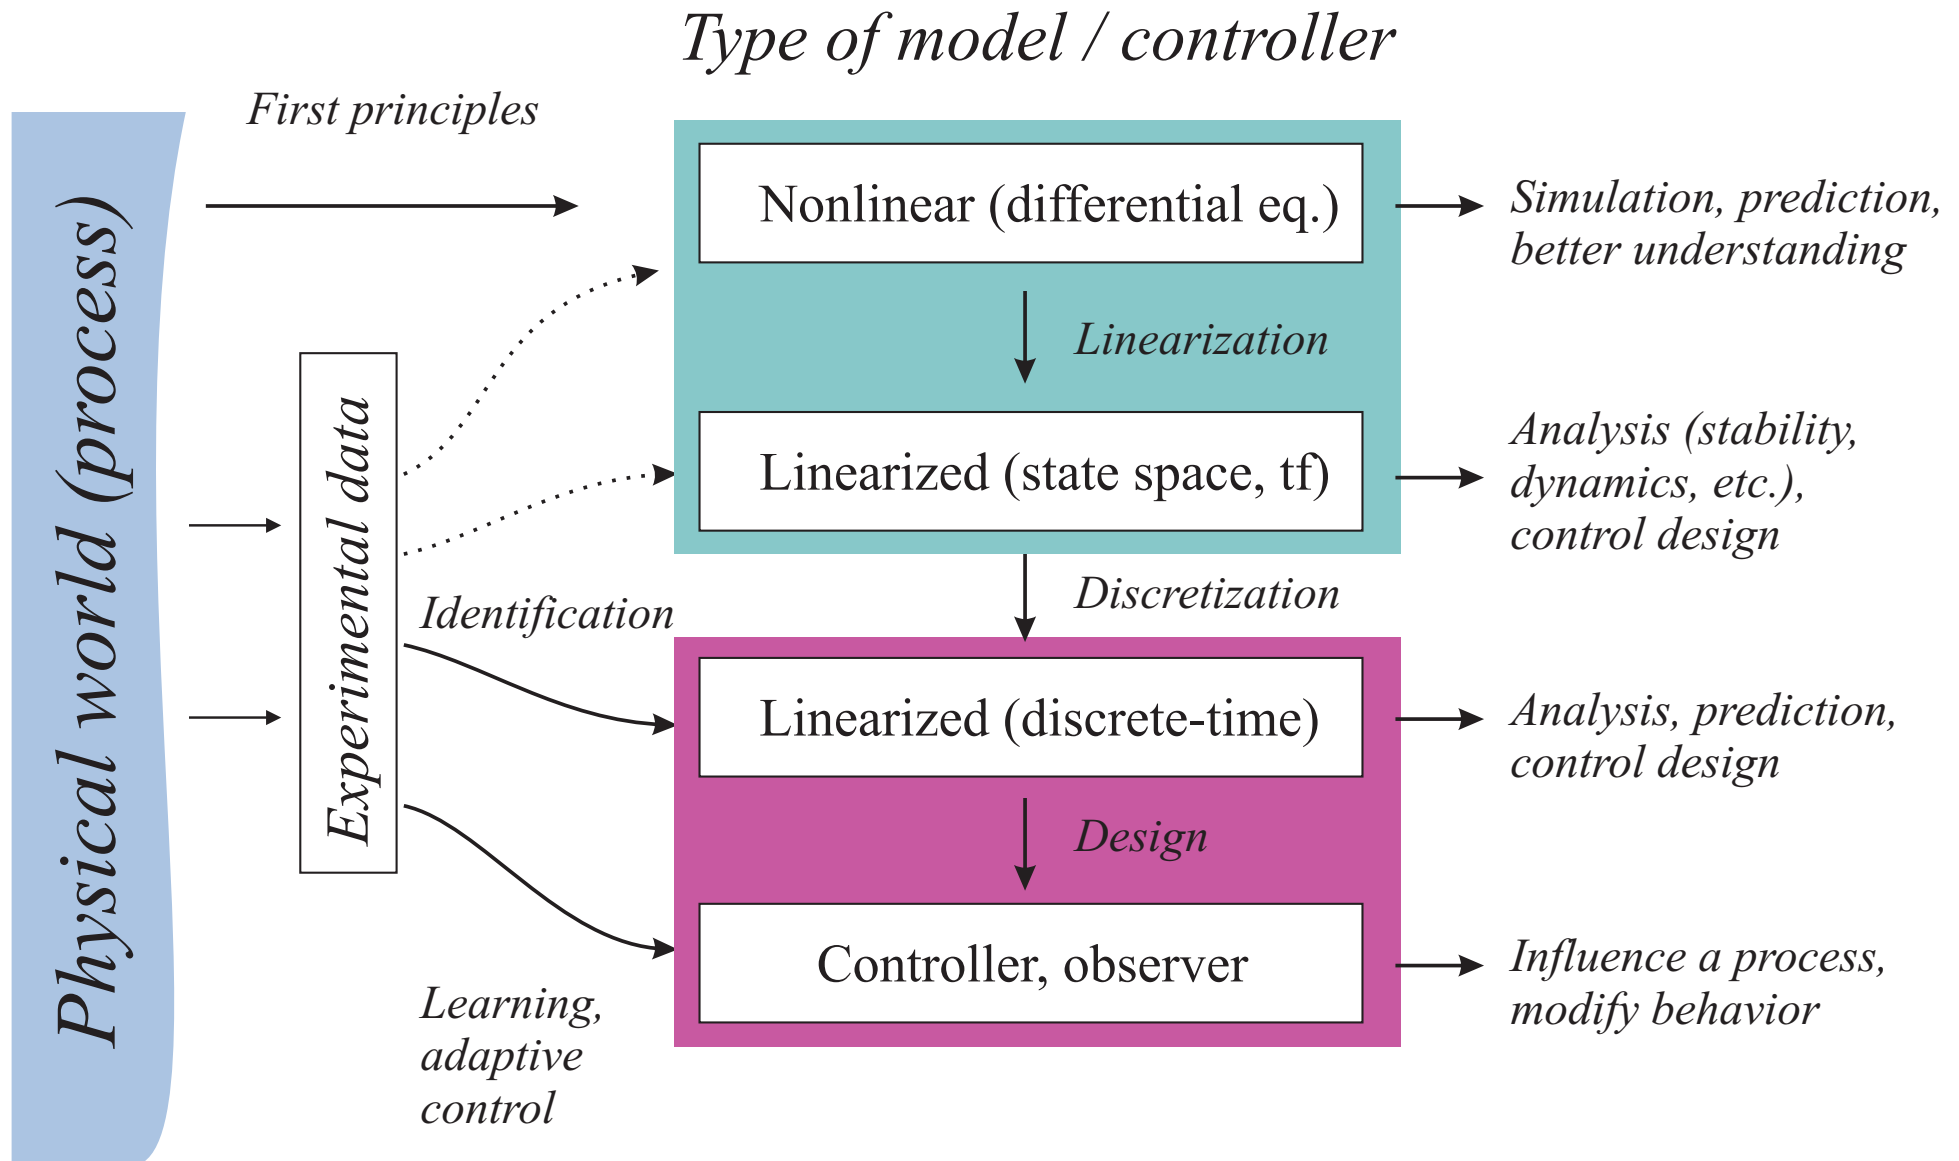 Type of model / controller
First principles
Physical world (process)
Experimental data
Nonlinear (differential eq.)
Simulation, prediction,
better understanding
Linearization
Linearized (state space, tf)
Analysis (stability,
dynamics, etc.),
control design
Discretization
Identification
Linearized (discrete-time)
Analysis, prediction,
control design
Design
Controller, observer
Influence a process,
modify behavior
Learning,
adaptive
control